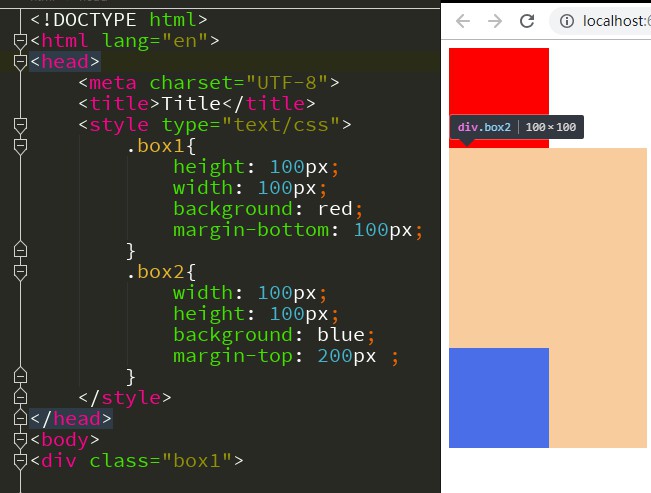 <!DOCTYPE html>
<html lang="en">
<head>
<meta charset="UTF-8">
<title>Title</title>
<style type="text/css">
.box1{
height: 100px;
width: 100px;
background: red;
margin-bottom: 100px;
}
.box2{
width: 100px;
height: 100px;
background: blue;
margin-top: 200px ;
}
</style>
</head>
<body>
<div class="box1">
localhost:6
div.box2 | 100×100